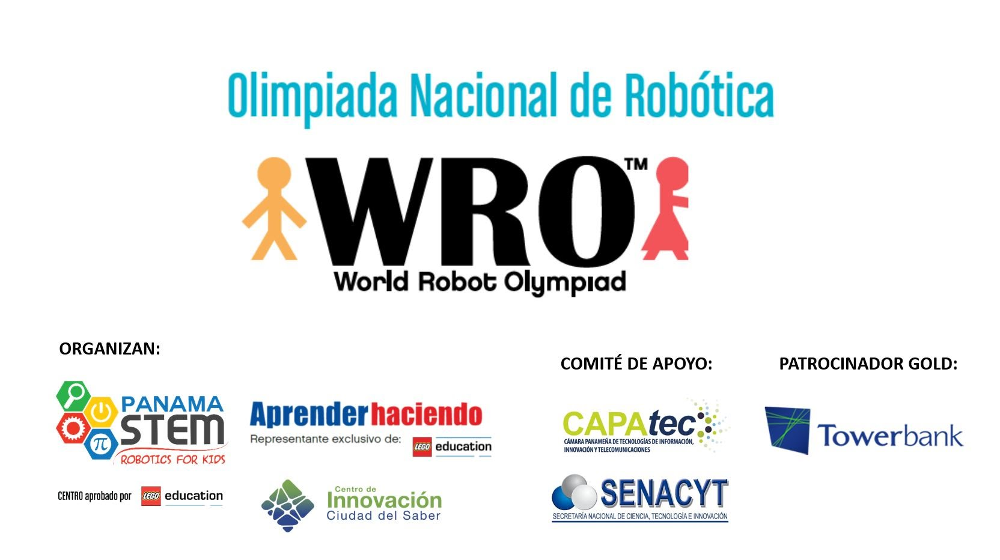 Olimpiada Nacional de Robótica
WRO™
World Robot Olympiad
ORGANIZAN:
PANAMA
STEM
ROBOTICS FOR KIDS
CENTRO aprobado por LEGO education
Aprender haciendo
Representante exclusivo de: LEGO education
Centro de
Innovación
Ciudad del Saber
COMITÉ DE APOYO:
CAPAtec
CÁMARA PANAMEÑA DE TECNOLOGÍAS DE INFORMACIÓN,
INNOVACIÓN Y TELECOMUNICACIONES
SENACYT
SECRETARÍA NACIONAL DE CIENCIA, TECNOLOGÍA E INNOVACIÓN
PATROCINADOR GOLD:
Towerbank